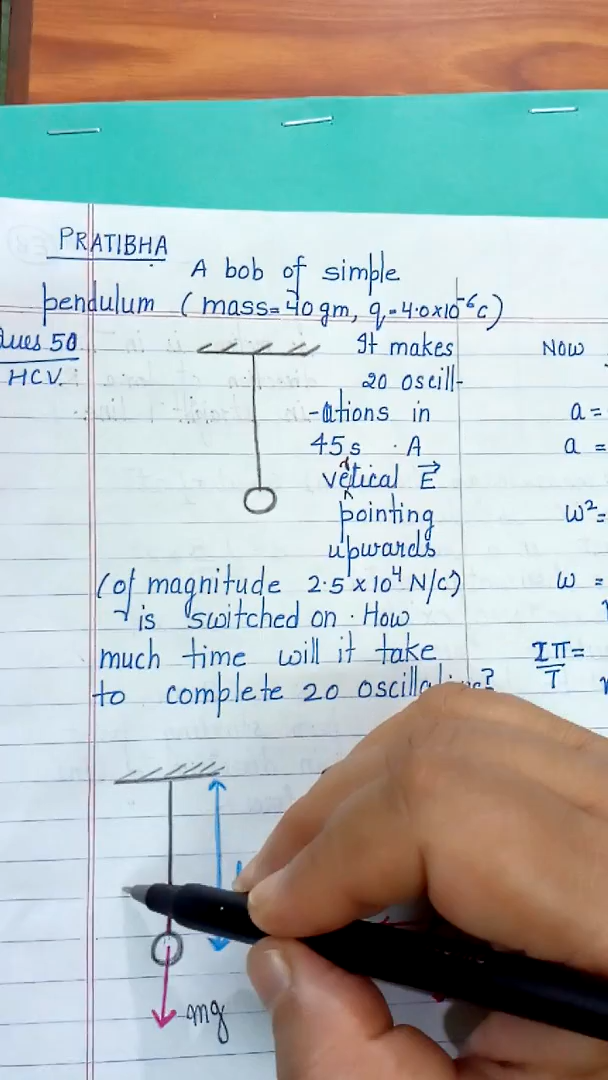 PRATIBHA
A bob of simple
pendulum (mass=40 gm, q=4.0×10⁻⁶c)
Ques 50
HCV.
It makes
20 oscill-
-ations in
45s . A
vetical E⃗
pointing
upwards
(of magnitude 2.5×10⁴ N/c)
is switched on. How
much time will it take
to complete 20
mg
Now
a =
a =
ω²=
ω =
2π/T =